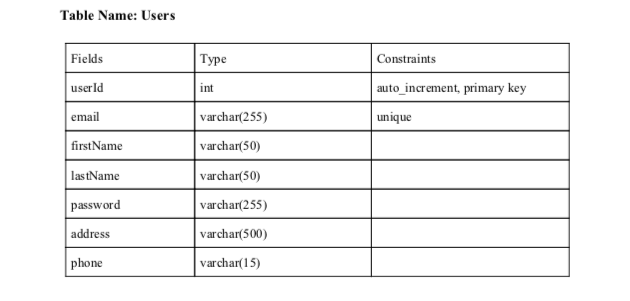 Table Name: Users
Fields Type Constraints
userId int auto_increment, primary key
email varchar(255) unique
firstName varchar(50)
lastName varchar(50)
password varchar(255)
address varchar(500)
phone varchar(15)